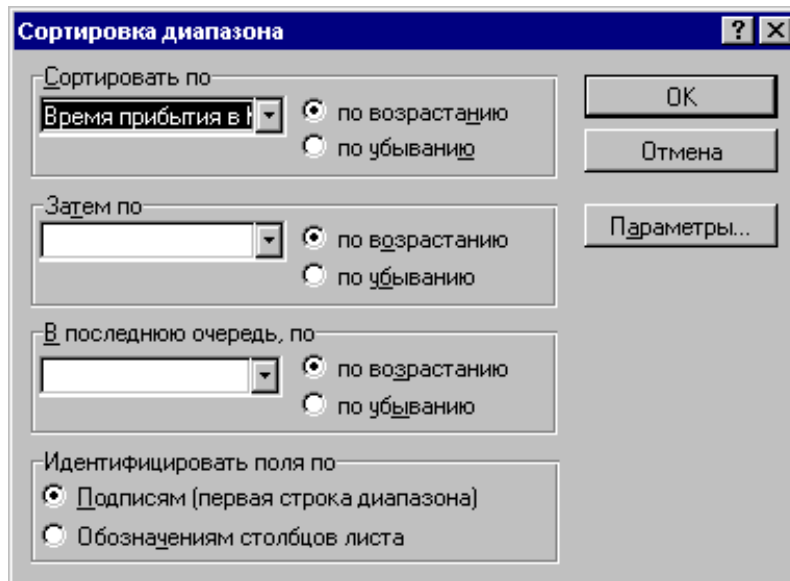 Сортировка диапазона
Сортировать по
Время прибытия в
по возрастанию
по убыванию
OK
Отмена
Параметры...
Затем по
по возрастанию
по убыванию
В последнюю очередь, по
по возрастанию
по убыванию
Идентифицировать поля по
Подписям (первая строка диапазона)
Обозначениям столбцов листа